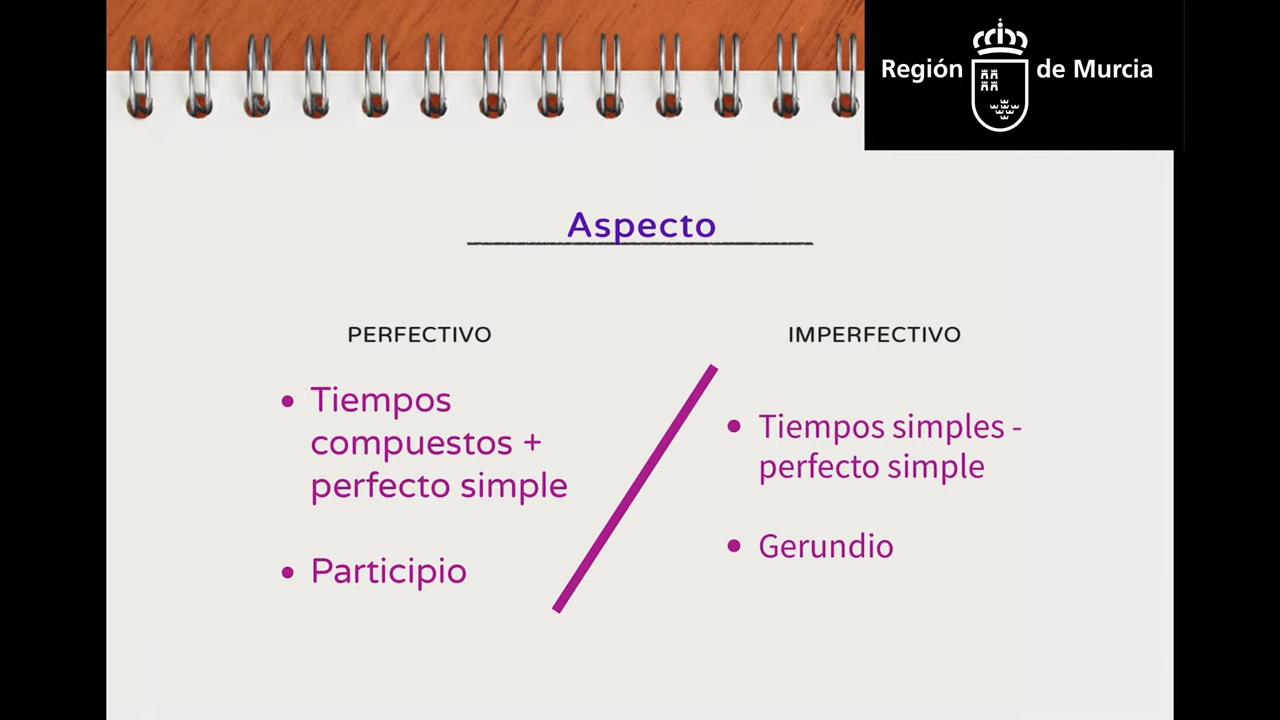 Región de Murcia
Aspecto
PERFECTIVO
• Tiempos
compuestos +
perfecto simple
• Participio
IMPERFECTIVO
• Tiempos simples -
perfecto simple
• Gerundio